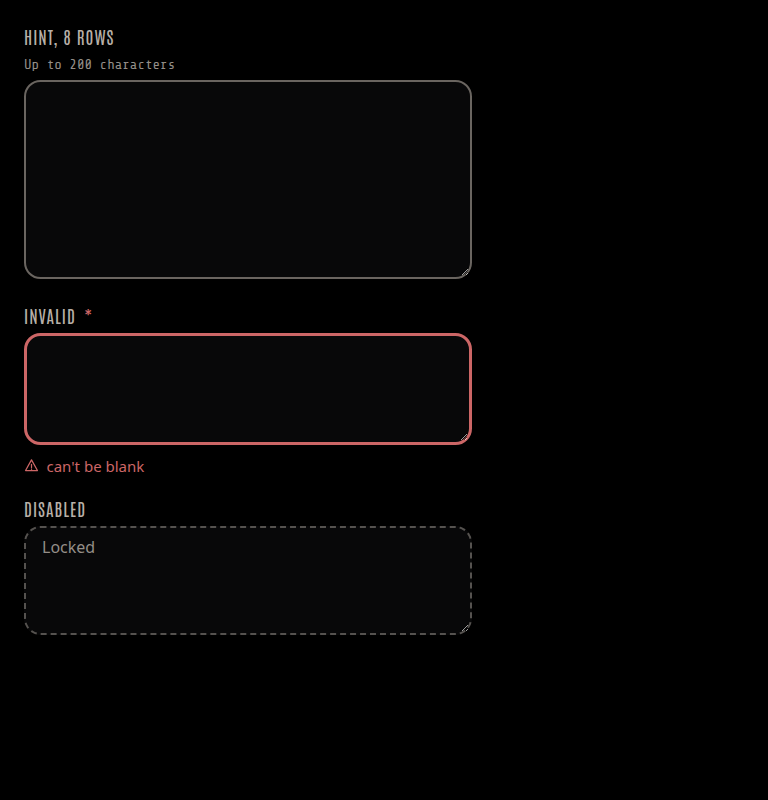 HINT, 8 ROWS
Up to 200 characters
INVALID *
can't be blank
DISABLED
Locked